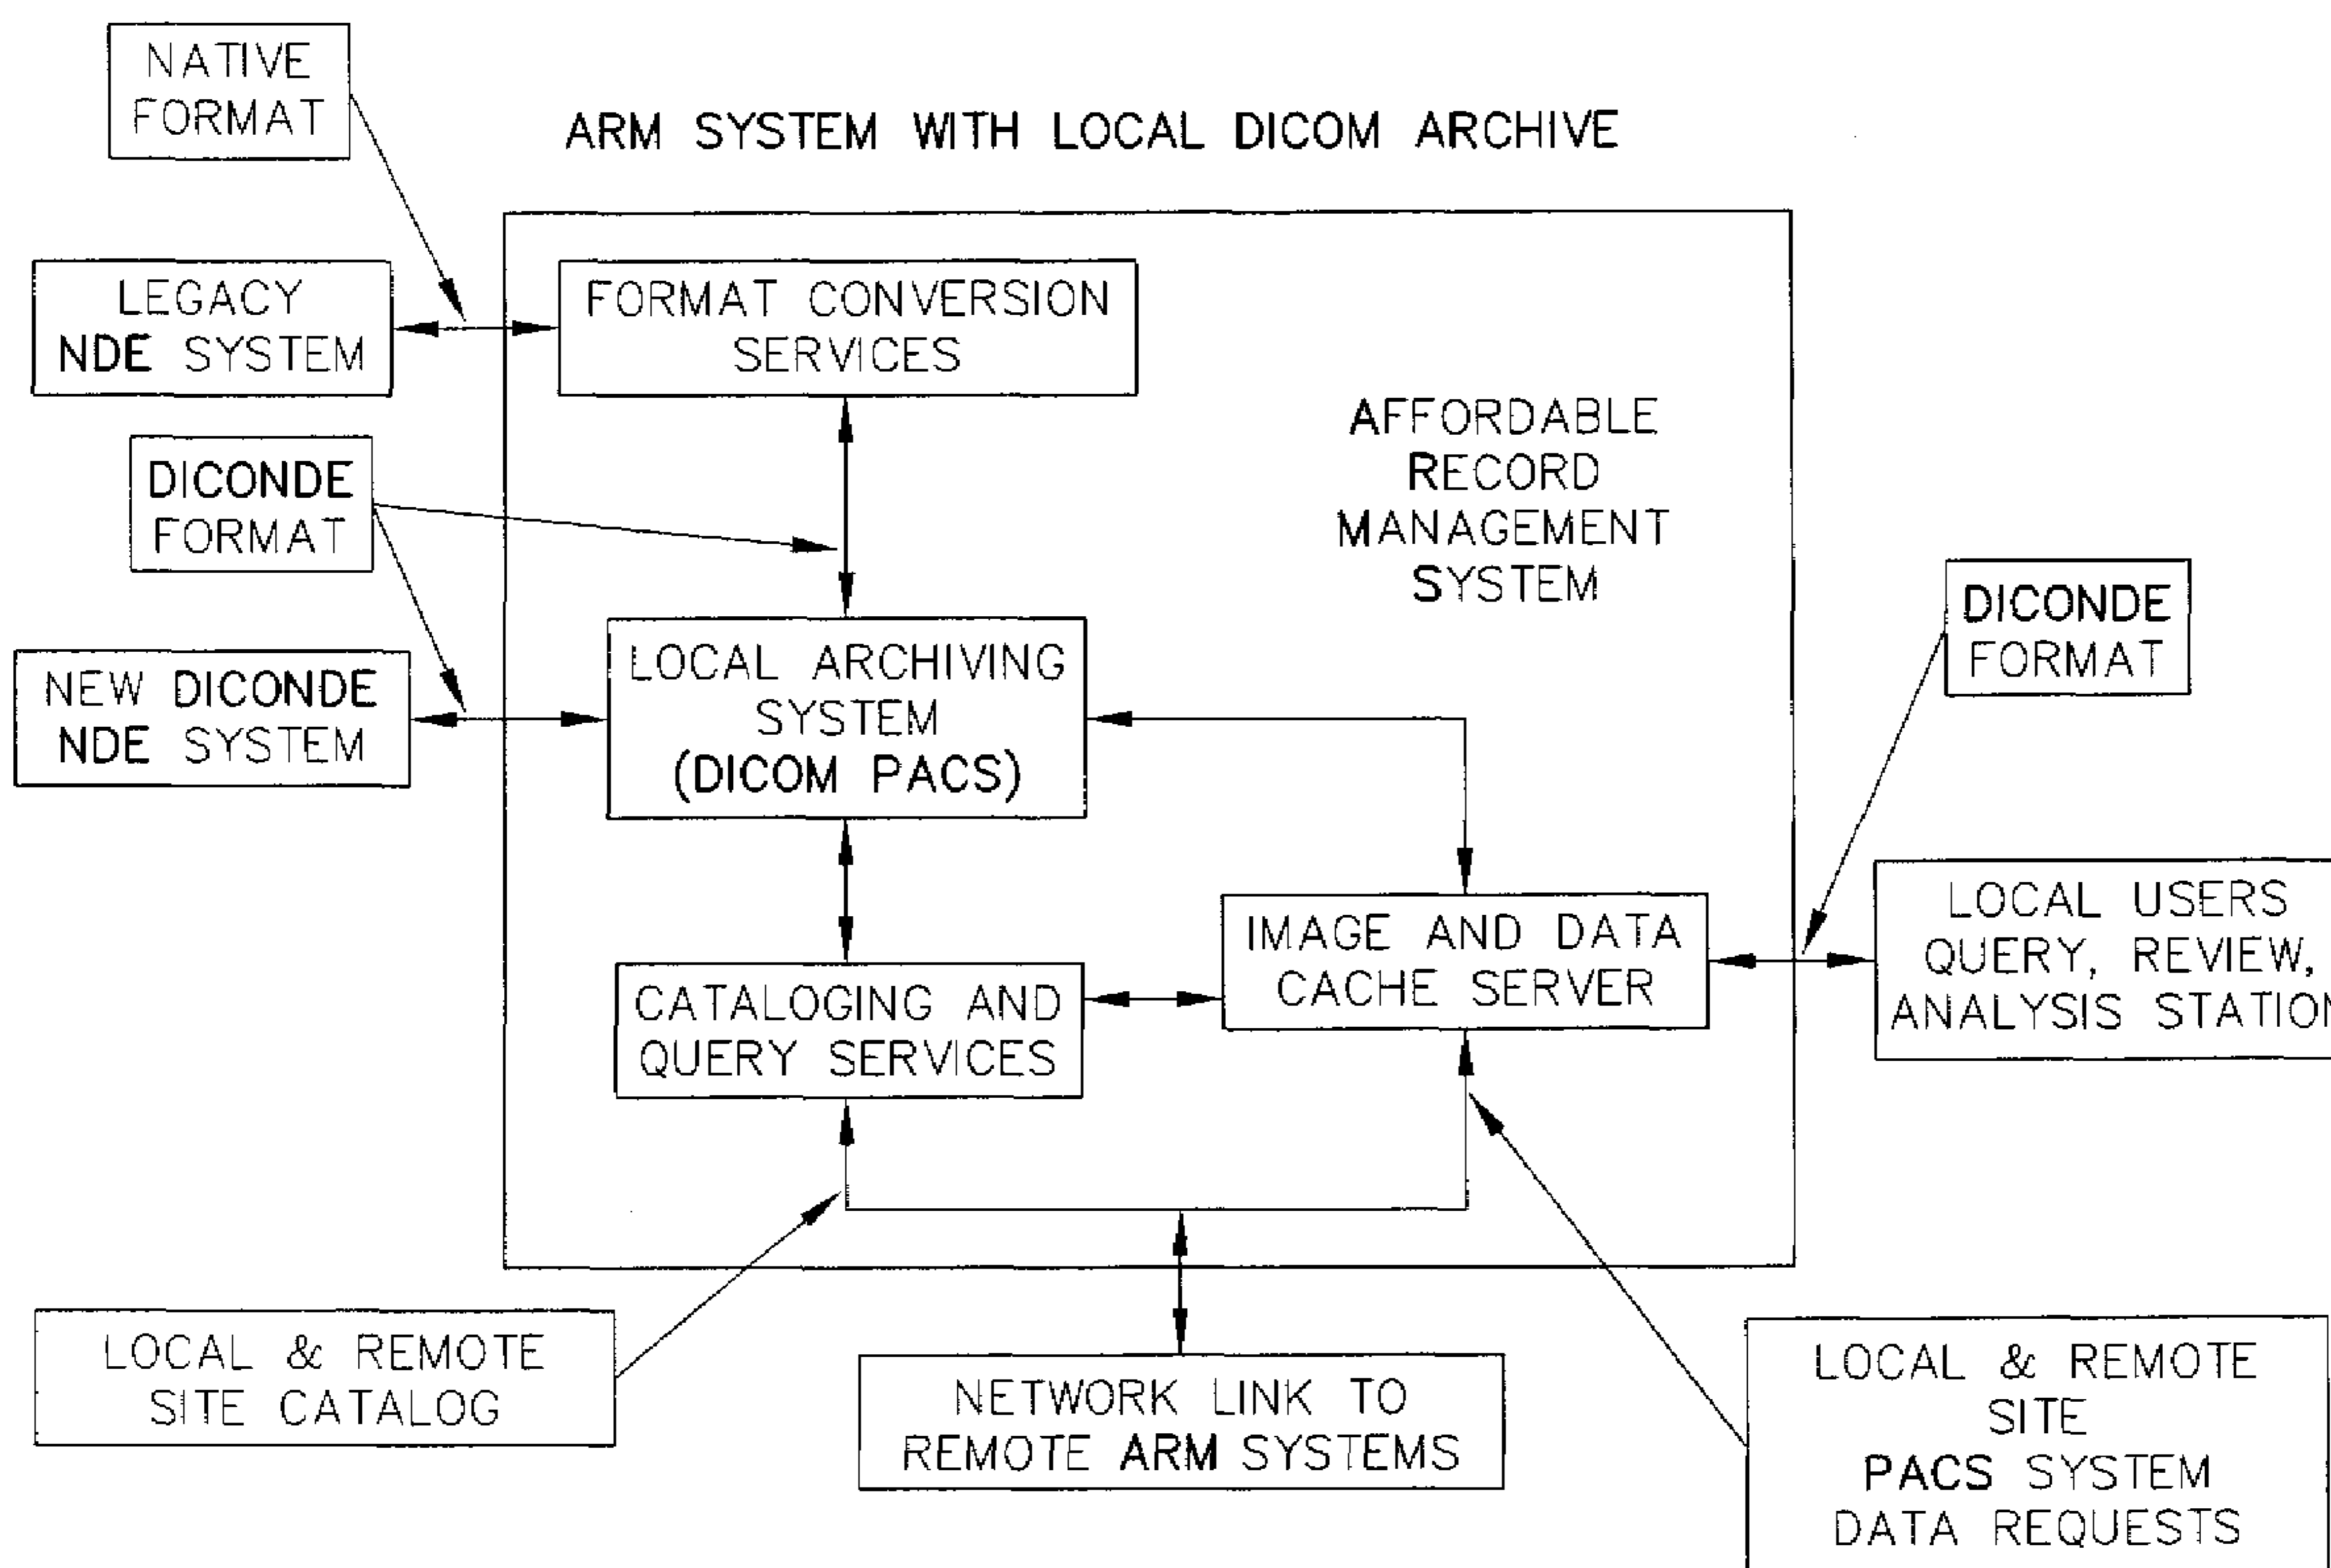 NATIVE
FORMAT
ARM SYSTEM WITH LOCAL DICOM ARCHIVE
LEGACY
NDE SYSTEM
FORMAT CONVERSION
SERVICES
AFFORDABLE
RECORD
MANAGEMENT
SYSTEM
DICONDE
FORMAT
DICONDE
FORMAT
NEW DICONDE
NDE SYSTEM
LOCAL ARCHIVING
SYSTEM
(DICOM PACS)
IMAGE AND DATA
CACHE SERVER
LOCAL USERS
QUERY, REVIEW,
ANALYSIS STATION
CATALOGING AND
QUERY SERVICES
LOCAL & REMOTE
SITE CATALOG
NETWORK LINK TO
REMOTE ARM SYSTEMS
LOCAL & REMOTE
SITE
PACS SYSTEM
DATA REQUESTS